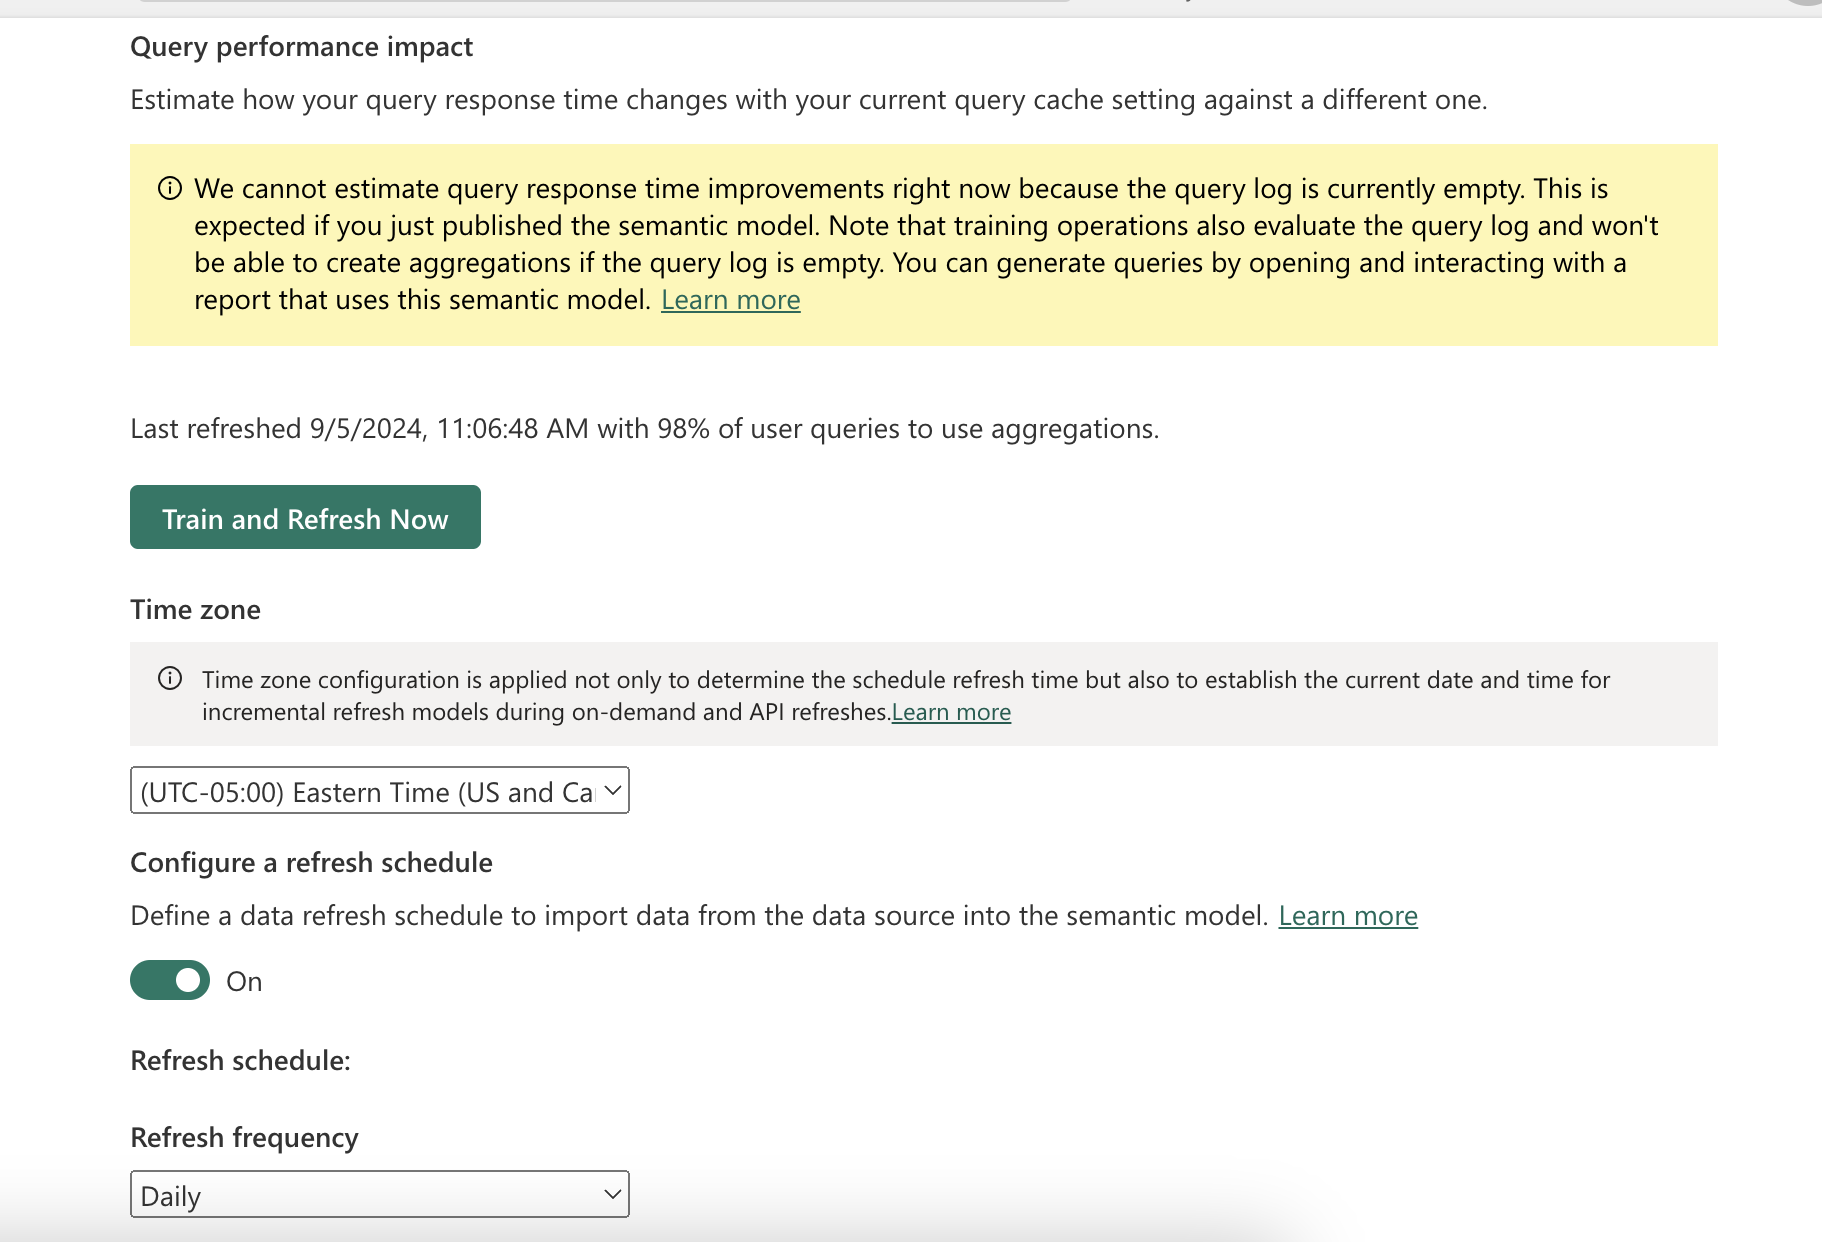 Query performance impact
Estimate how your query response time changes with your current query cache setting against a different one.
We cannot estimate query response time improvements right now because the query log is currently empty. This is
expected if you just published the semantic model. Note that training operations also evaluate the query log and won't
be able to create aggregations if the query log is empty. You can generate queries by opening and interacting with a
report that uses this semantic model. Learn more
Last refreshed 9/5/2024, 11:06:48 AM with 98% of user queries to use aggregations.
Train and Refresh Now
Time zone
Time zone configuration is applied not only to determine the schedule refresh time but also to establish the current date and time for
incremental refresh models during on-demand and API refreshes.Learn more
(UTC-05:00) Eastern Time (US and Ca
Configure a refresh schedule
Define a data refresh schedule to import data from the data source into the semantic model. Learn more
On
Refresh schedule:
Refresh frequency
Daily